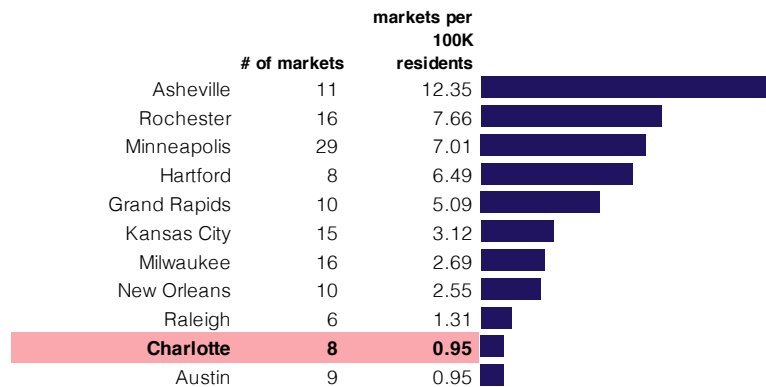 markets per
100K
# of markets residents
Asheville 11 12.35
Rochester 16 7.66
Minneapolis 29 7.01
Hartford 8 6.49
Grand Rapids 10 5.09
Kansas City 15 3.12
Milwaukee 16 2.69
New Orleans 10 2.55
Raleigh 6 1.31
Charlotte 8 0.95
Austin 9 0.95